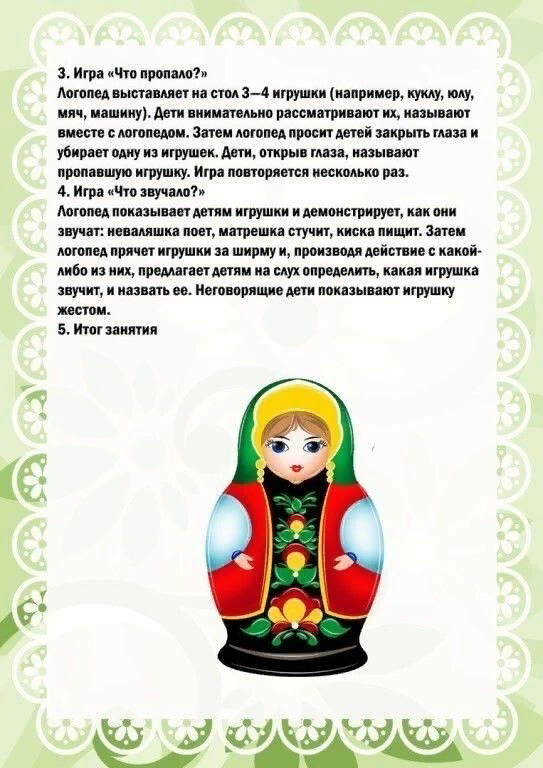 3. Игра «Что пропало?»
Логопед выставляет на стол 3—4 игрушки (например, куклу, юлу,
мяч, машину). Дети внимательно рассматривают их, называют
вместе с логопедом. Затем логопед просит детей закрыть глаза и
убирает одну из игрушек. Дети, открыв глаза, называют
пропавшую игрушку. Игра повторяется несколько раз.
4. Игра «Что звучало?»
Логопед показывает детям игрушки и демонстрирует, как они
звучат: неваляшка поет, матрешка стучит, киска пищит. Затем
логопед прячет игрушки за ширму и, производя действие с какой-
либо из них, предлагает детям на слух определить, какая игрушка
звучит, и назвать ее. Неговорящие дети показывают игрушку
жестом.
5. Итог занятия